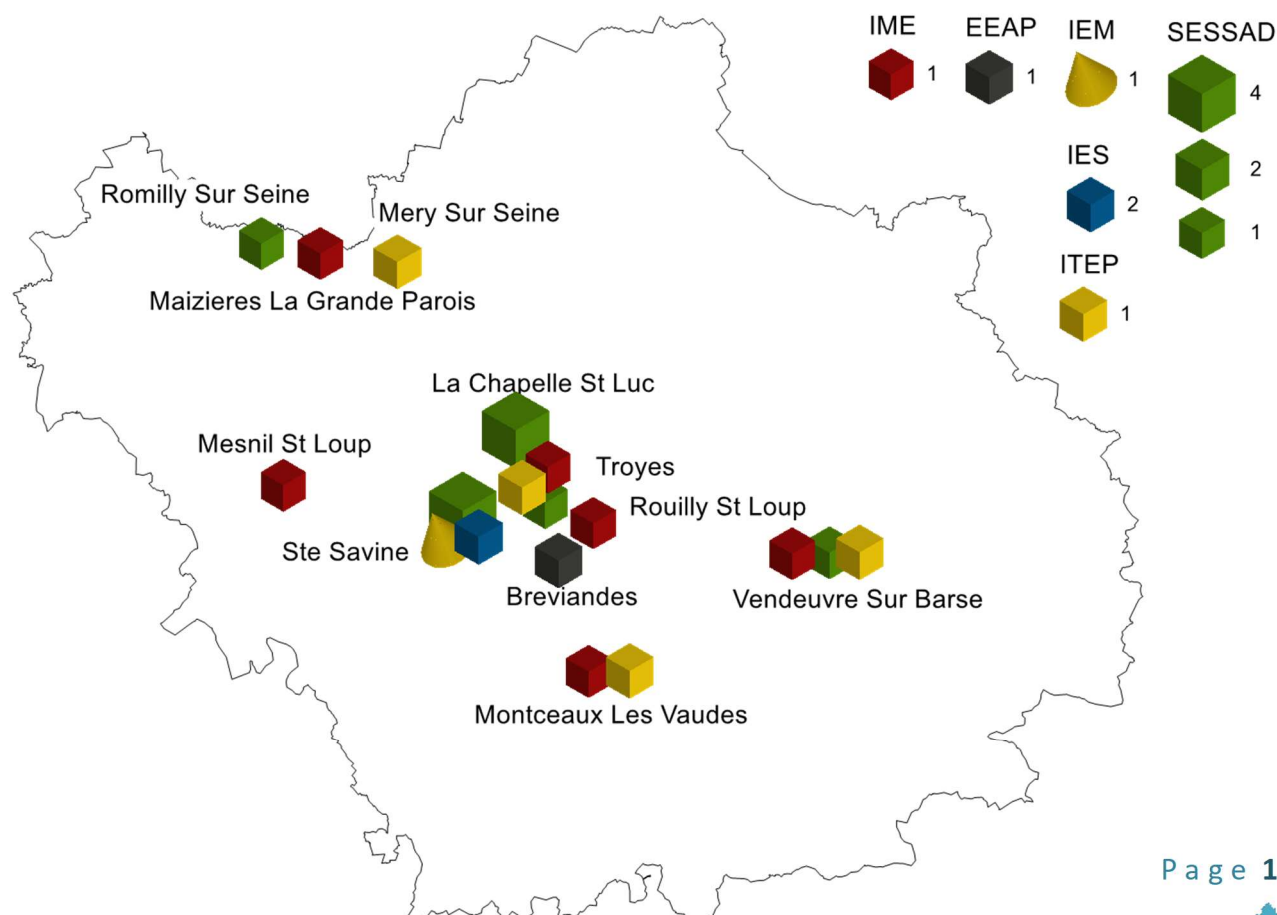 IME EEAP IEM SESSAD
1 1 1 4
IES
2 2
1
ITEP
1
Romilly Sur Seine
Mery Sur Seine
Maizieres La Grande Parois
La Chapelle St Luc
Mesnil St Loup
Troyes
Rouilly St Loup
Ste Savine
Breviandes
Vendeuvre Sur Barse
Montceaux Les Vaudes
Page 1